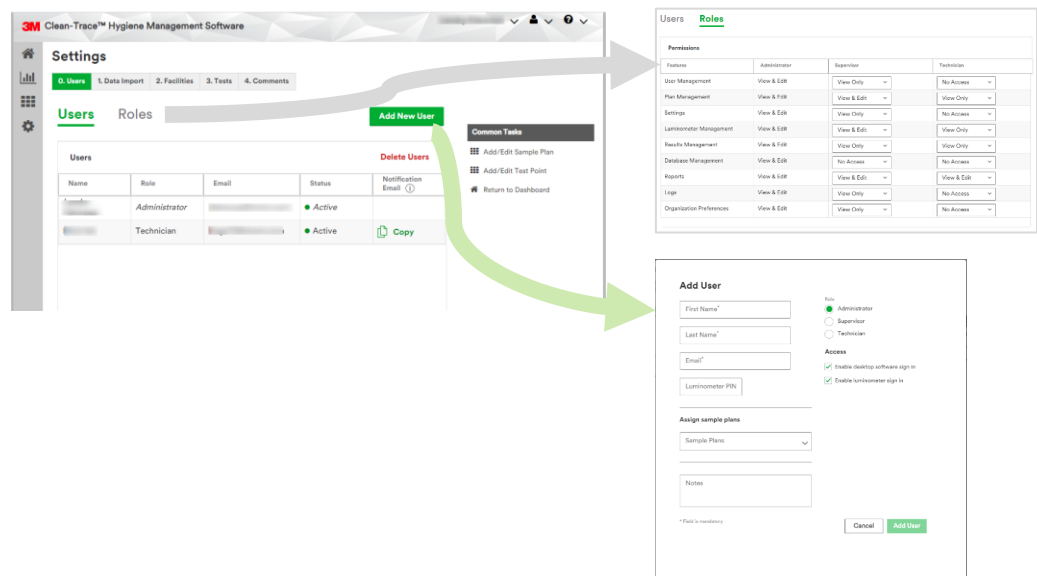 3M Clean-Trace™ Hygiene Management Software
Settings
0. Users 1. Data Import 2. Facilities 3. Tests 4. Comments
Users Roles
Add New User
Users Delete Users
Name Role Email Status Notification Email
Administrator Active
Technician Active Copy
Common Tasks
Add/Edit Sample Plan
Add/Edit Test Point
Return to Dashboard
Users Roles
Permissions
Features Administrator Supervisor Technician
User Management View & Edit View Only No Access
Plan Management View & Edit View & Edit View Only
Settings View & Edit View Only No Access
Luminometer Management View & Edit View & Edit View Only
Results Management View & Edit View Only View Only
Database Management View & Edit No Access No Access
Reports View & Edit View & Edit View & Edit
Logs View & Edit View Only No Access
Organization Preferences View & Edit View Only No Access
Add User
First Name*
Last Name*
Email*
Luminometer PIN
Role
Administrator
Supervisor
Technician
Access
Enable desktop software sign in
Enable luminometer sign in
Assign sample plans
Sample Plans
Notes
* Field is mandatory
Cancel Add User